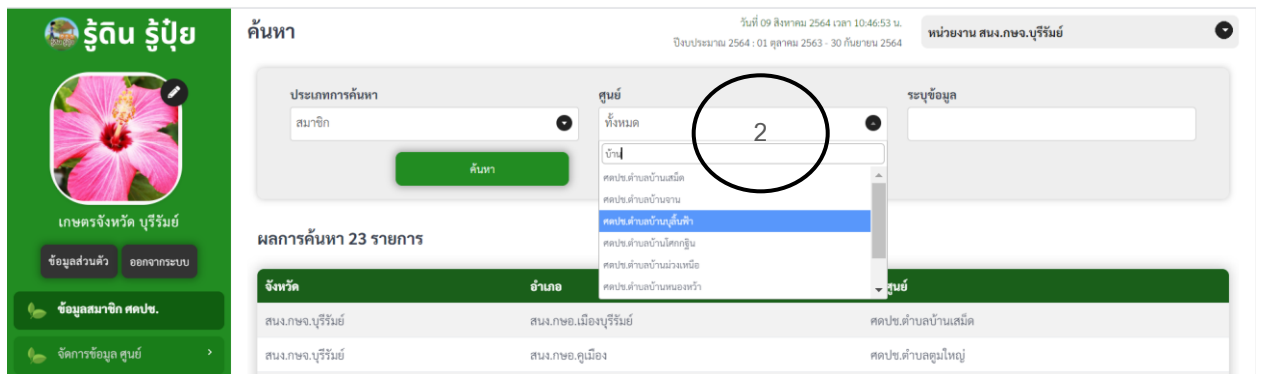 รู้ดิน รู้ปุ๋ย
เกษตรจังหวัด บุรีรัมย์
ข้อมูลส่วนตัว
ออกจากระบบ
ข้อมูลสมาชิก ศดปช.
จัดการข้อมูล ศูนย์
ค้นหา
วันที่ 09 สิงหาคม 2564 เวลา 10:46:53 น.
ปีงบประมาณ 2564 : 01 ตุลาคม 2563 - 30 กันยายน 2564
หน่วยงาน สนง.กษจ.บุรีรัมย์
ประเภทการค้นหา
สมาชิก
ศูนย์
ทั้งหมด
2
ระบุข้อมูล
บ้าน
ศดปช.ตำบลบ้านเสม็ด
ศดปช.ตำบลบ้านจาน
ศดปช.ตำบลบ้านบุลิ้นฟ้า
ศดปช.ตำบลบ้านโศกกฐิน
ศดปช.ตำบลบ้านม่วงเหนือ
ศดปช.ตำบลบ้านหนองหว้า
ค้นหา
ผลการค้นหา 23 รายการ
จังหวัด อำเภอ ศูนย์
สนง.กษจ.บุรีรัมย์ สนง.กษอ.เมืองบุรีรัมย์ ศดปช.ตำบลบ้านเสม็ด
สนง.กษจ.บุรีรัมย์ สนง.กษอ.คูเมือง ศดปช.ตำบลตูมใหญ่